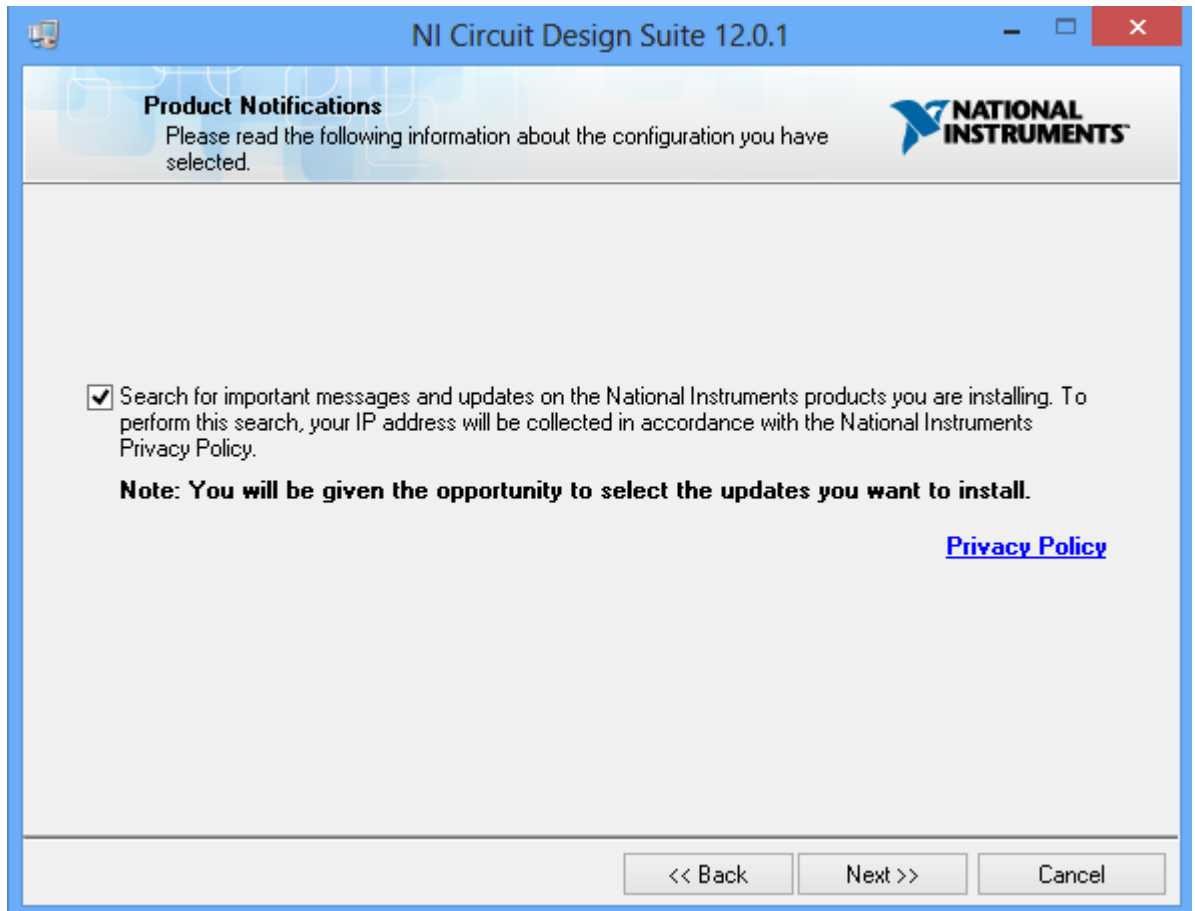 NI Circuit Design Suite 12.0.1
Product Notifications
Please read the following information about the configuration you have
selected.
NATIONAL
INSTRUMENTS™
Search for important messages and updates on the National Instruments products you are installing. To
perform this search, your IP address will be collected in accordance with the National Instruments
Privacy Policy.
Note: You will be given the opportunity to select the updates you want to install.
Privacy Policy
<< Back
Next >>
Cancel